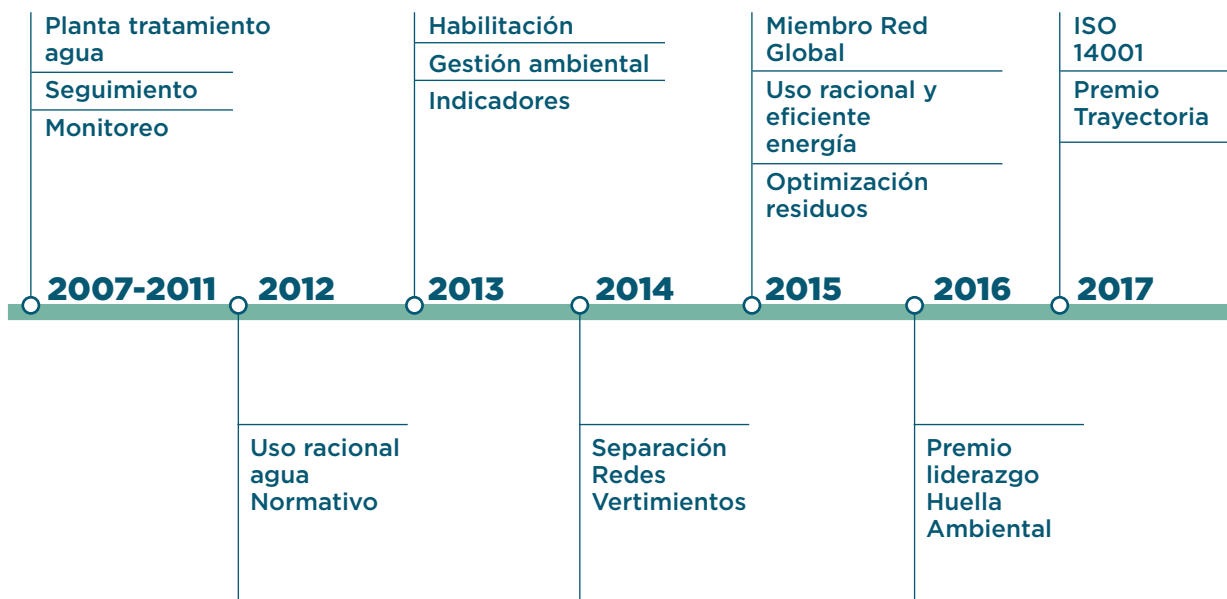 Planta tratamiento
agua
Seguimiento
Monitoreo
Habilitación
Gestión ambiental
Indicadores
Miembro Red
Global
Uso racional y
eficiente
energía
Optimización
residuos
ISO
14001
Premio
Trayectoria
2007-2011
2012
2013
2014
2015
2016
2017
Uso racional
agua
Normativo
Separación
Redes
Vertimientos
Premio
liderazgo
Huella
Ambiental